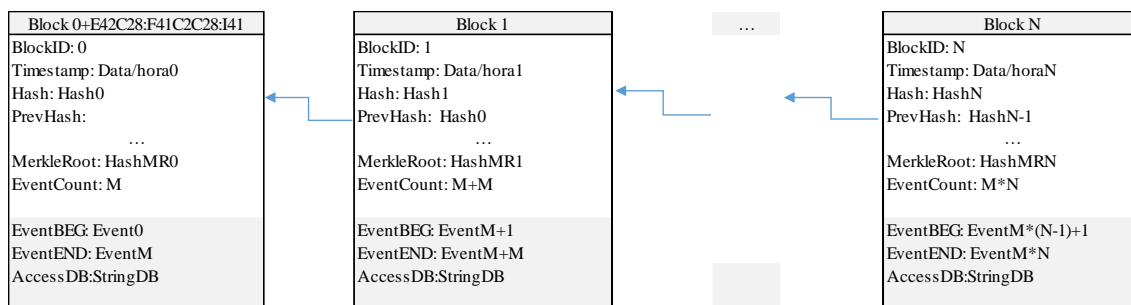 Block 0+E42C28:F41C2C28:I41
BlockID: 0
Timestamp: Data/hora0
Hash: Hash0
PrevHash:
…
MerkleRoot: HashMR0
EventCount: M
EventBEG: Event0
EventEND: EventM
AccessDB:StringDB
Block 1
BlockID: 1
Timestamp: Data/hora1
Hash: Hash1
PrevHash: Hash0
…
MerkleRoot: HashMR1
EventCount: M+M
EventBEG: EventM+1
EventEND: EventM+M
AccessDB:StringDB
…
Block N
BlockID: N
Timestamp: Data/horaN
Hash: HashN
PrevHash: HashN-1
…
MerkleRoot: HashMRN
EventCount: M*N
EventBEG: EventM*(N-1)+1
EventEND: EventM*N
AccessDB:StringDB